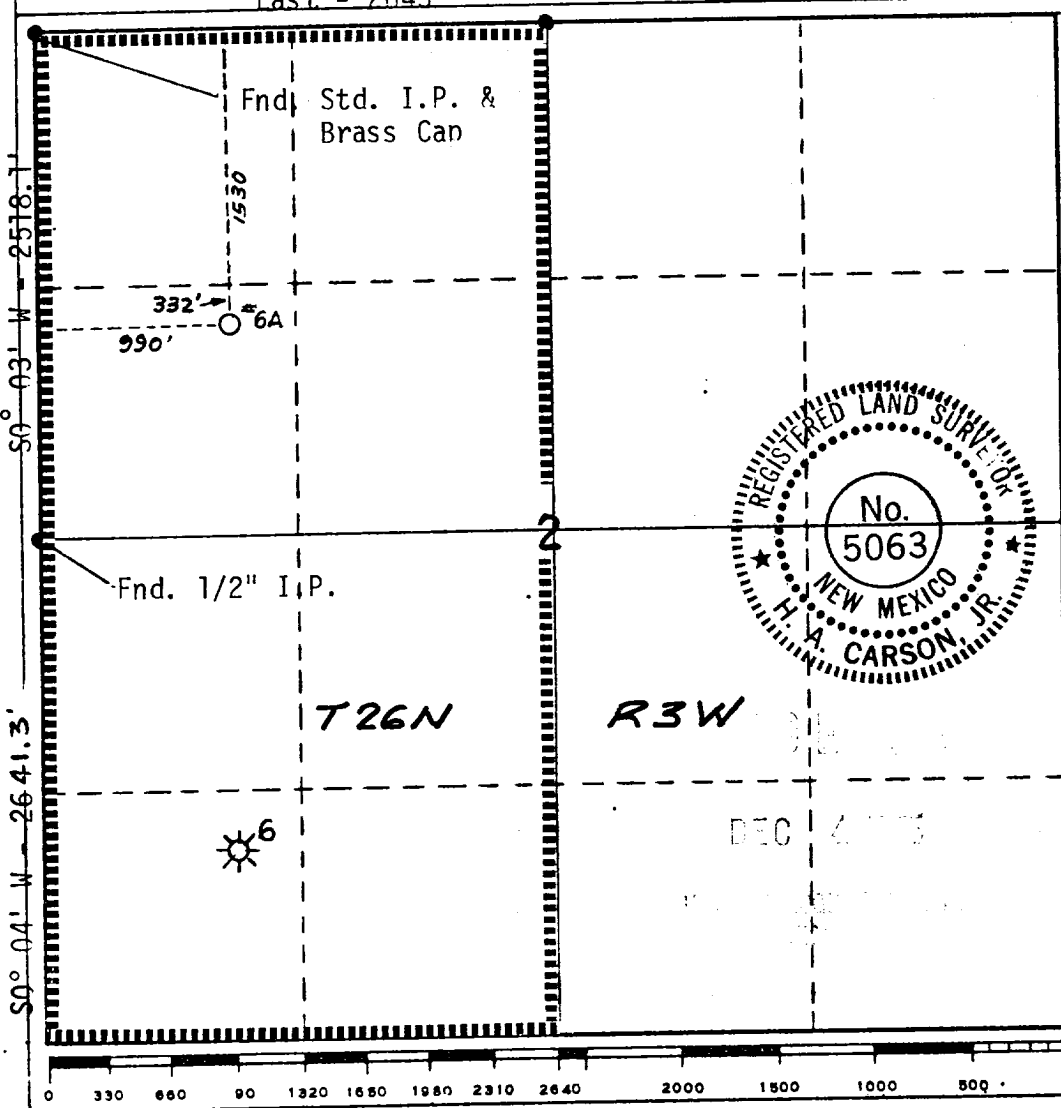 Fnd. Std. I.P. &
Brass Cap
1530
332'
#6A
990'
S0° 03' W - 2518.1'
REGISTERED LAND SURVEYOR
No.
5063
NEW MEXICO
H. A. CARSON, JR.
2
Fnd. 1/2" I.P.
T26N
R3W
S0° 04' W - 2641.3'
6
DEC
0 330 660 90 1320 1650 1980 2310 2640 2000 1500 1000 500